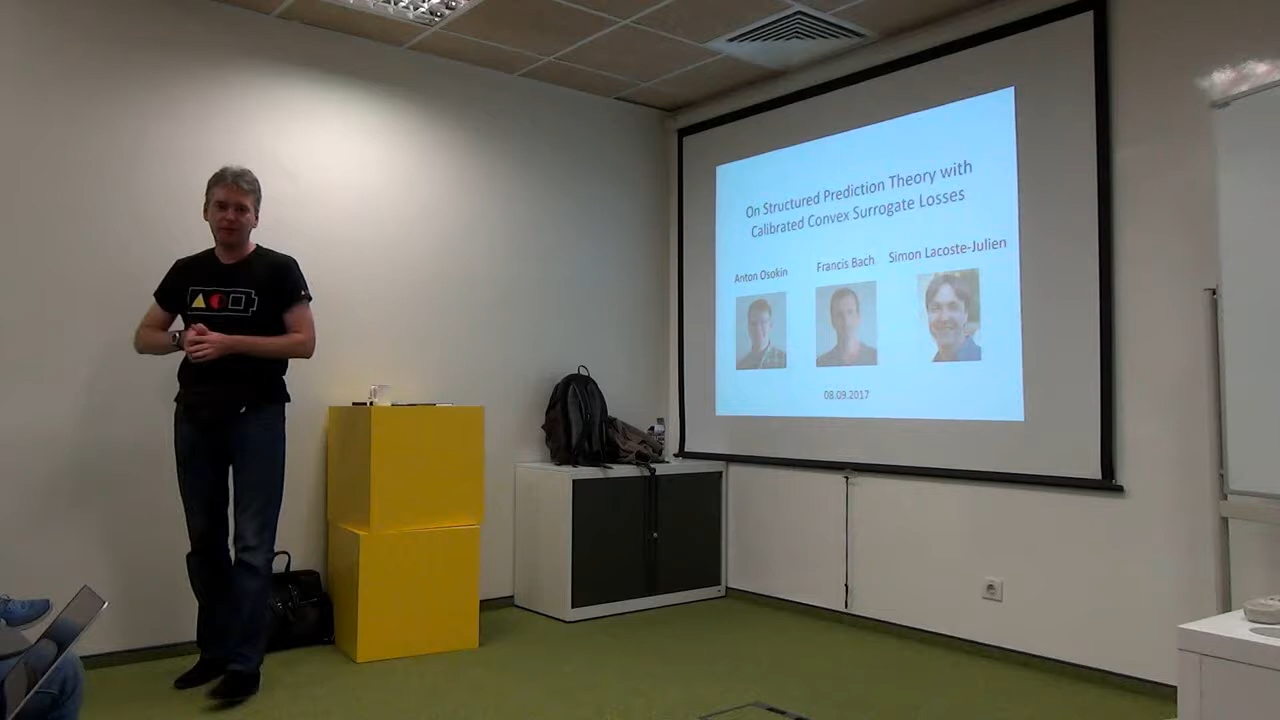 On Structured Prediction Theory with
Calibrated Convex Surrogate Losses
Anton Osokin
Francis Bach
Simon Lacoste-Julien
08.09.2017